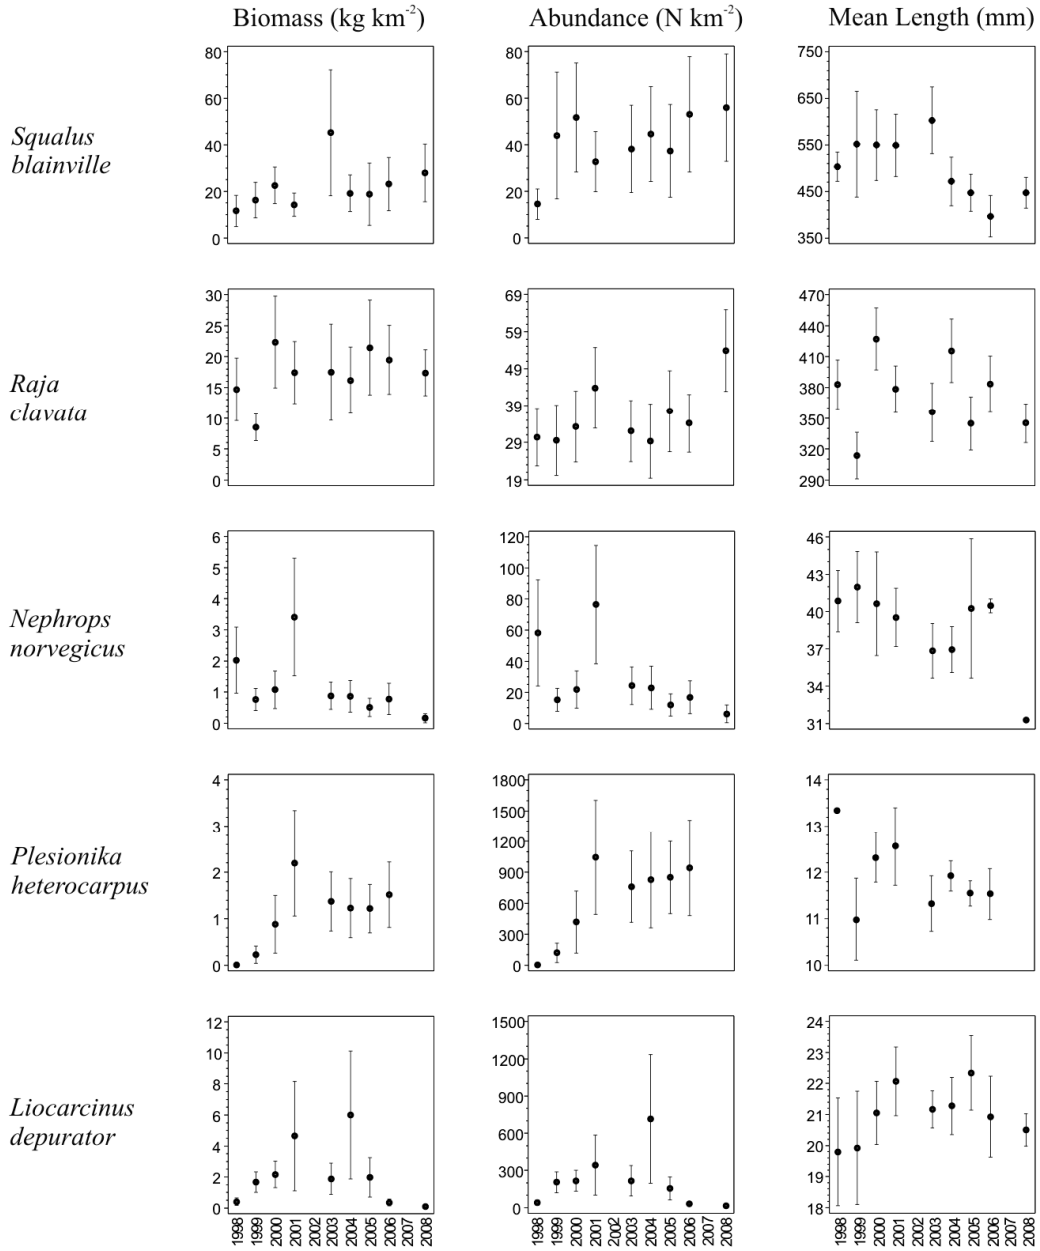 Biomass (kg km-2) Abundance (N km-2) Mean Length (mm)
Squalus
blainville
80 60 40 20 0
80 60 40 20 0
750 650 550 450 350
Raja
clavata
30 25 20 15 10 5 0
69 59 49 39 29 19
470 440 410 380 350 320 290
Nephrops
norvegicus
6 5 4 3 2 1 0
120 100 80 60 40 20 0
46 43 40 37 34 31
Plesionika
heterocarpus
4 3 2 1 0
1800 1500 1200 900 600 300 0
14 13 12 11 10
Liocarcinus
depurator
12 10 8 6 4 2 0
1500 1200 900 600 300 0
24 23 22 21 20 19 18
1998 1999 2000 2001 2002 2003 2004 2005 2006 2007 2008
1998 1999 2000 2001 2002 2003 2004 2005 2006 2007 2008
1998 1999 2000 2001 2002 2003 2004 2005 2006 2007 2008